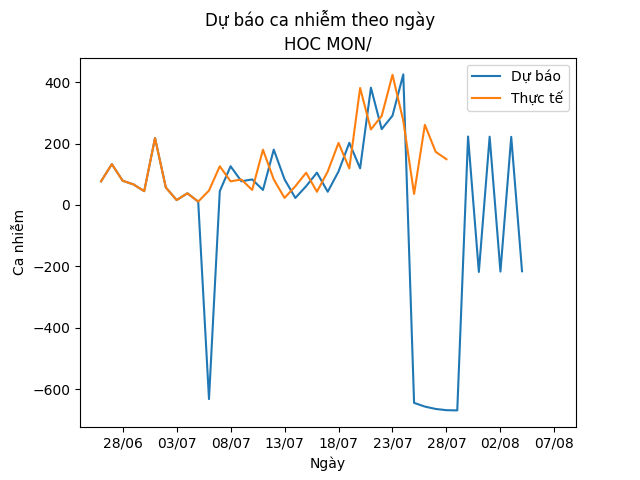 Dự báo ca nhiễm theo ngày
HOC MON/
Dự báo
Thực tế
Ca nhiễm
400
200
0
−200
−400
−600
28/06 03/07 08/07 13/07 18/07 23/07 28/07 02/08 07/08
Ngày